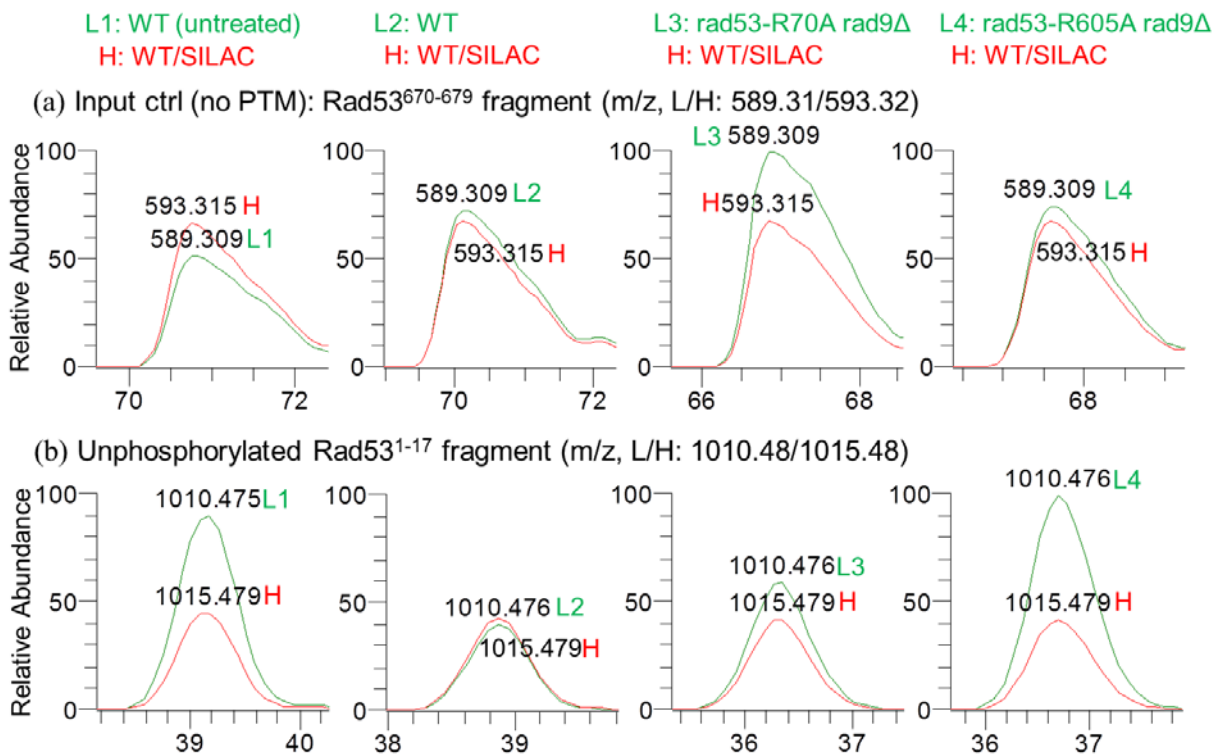 L1: WT (untreated) L2: WT L3: rad53-R70A rad9Δ L4: rad53-R605A rad9Δ
H: WT/SILAC H: WT/SILAC H: WT/SILAC H: WT/SILAC
(a) Input ctrl (no PTM): Rad53⁶⁷⁰⁻⁶⁷⁹ fragment (m/z, L/H: 589.31/593.32)
Relative Abundance
100
50
0
593.315 H
589.309 L1
70 72
100
50
0
589.309 L2
593.315 H
70 72
100
50
0
L3 589.309
H 593.315
66 68
100
50
0
589.309 L4
593.315 H
68
(b) Unphosphorylated Rad53¹⁻¹⁷ fragment (m/z, L/H: 1010.48/1015.48)
Relative Abundance
100
50
0
1010.475 L1
1015.479 H
39 40
100
50
0
1010.476 L2
1015.479 H
38 39
100
50
0
1010.476 L3
1015.479 H
36 37
100
50
0
1010.476 L4
1015.479 H
36 37